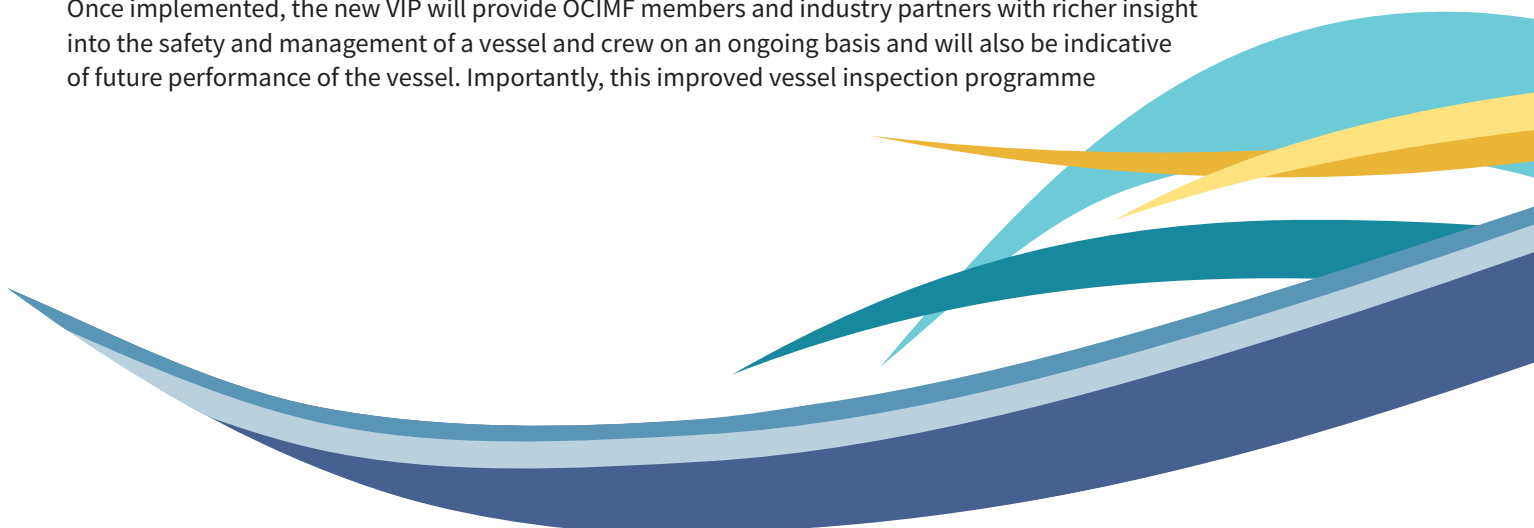 Once implemented, the new VIP will provide OCIMF members and industry partners with richer insight
into the safety and management of a vessel and crew on an ongoing basis and will also be indicative
of future performance of the vessel. Importantly, this improved vessel inspection programme